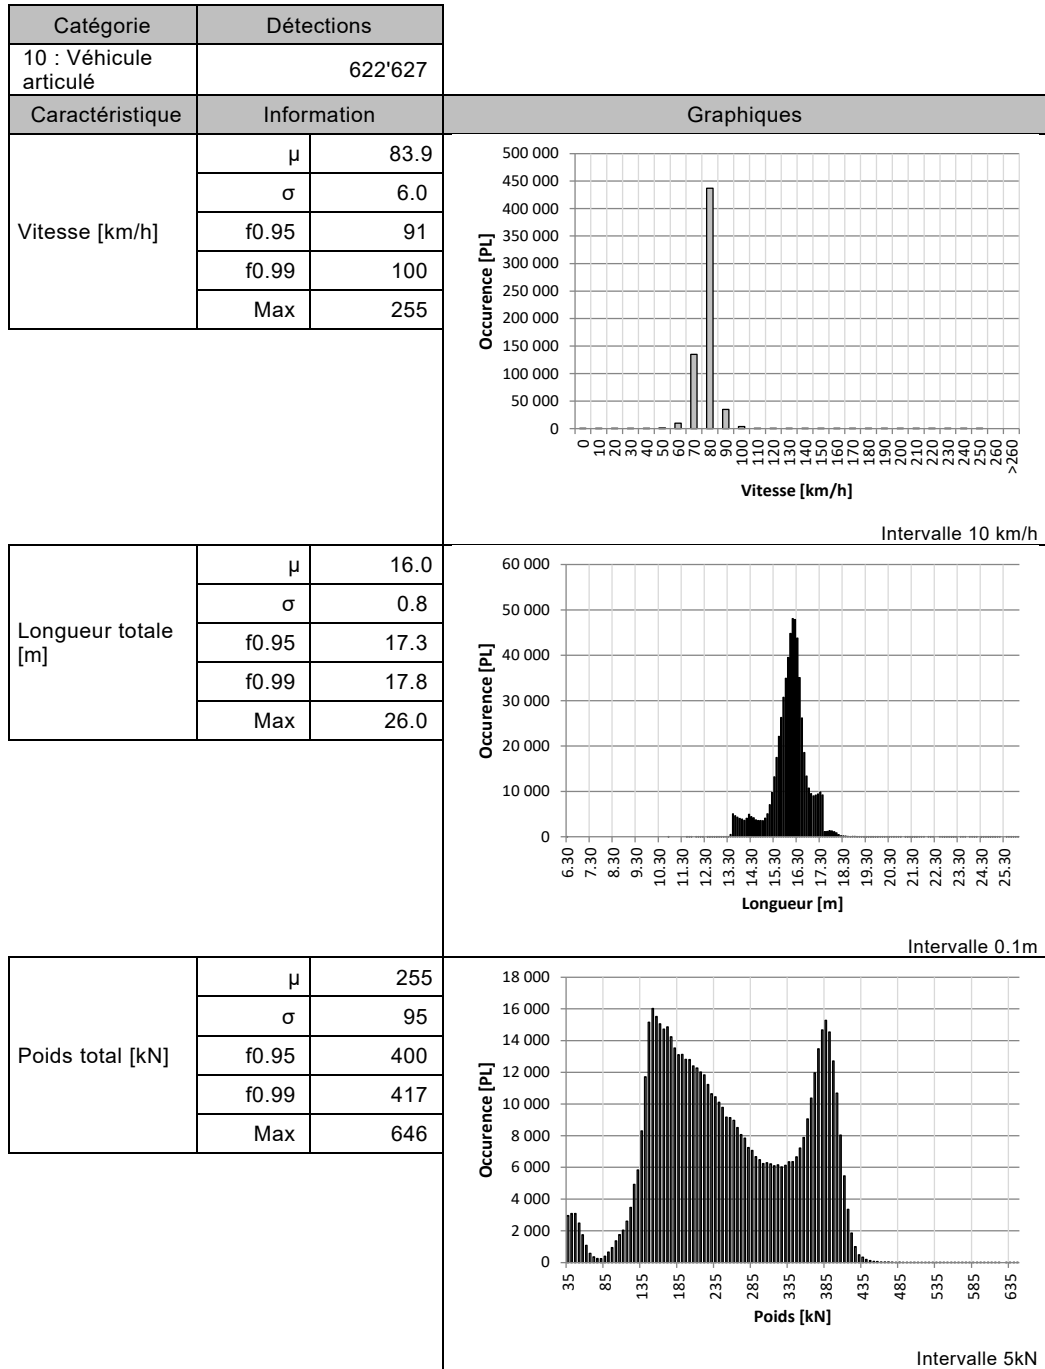 Catégorie Détections
10 : Véhicule
articulé
622'627
Caractéristique Information Graphiques
Vitesse [km/h]
µ 83.9
σ 6.0
f0.95 91
f0.99 100
Max 255
500 000
450 000
400 000
350 000
300 000
250 000
200 000
150 000
100 000
50 000
0
Occurence [PL]
0 10 20 30 40 50 60 70 80 90 100 110 120 130 140 150 160 170 180 190 200 210 220 230 240 250 260 >260
Vitesse [km/h]
Intervalle 10 km/h
Longueur totale
[m]
µ 16.0
σ 0.8
f0.95 17.3
f0.99 17.8
Max 26.0
60 000
50 000
40 000
30 000
20 000
10 000
0
Occurence [PL]
6.30 7.30 8.30 9.30 10.30 11.30 12.30 13.30 14.30 15.30 16.30 17.30 18.30 19.30 20.30 21.30 22.30 23.30 24.30 25.30
Longueur [m]
Intervalle 0.1m
Poids total [kN]
µ 255
σ 95
f0.95 400
f0.99 417
Max 646
18 000
16 000
14 000
12 000
10 000
8 000
6 000
4 000
2 000
0
Occurence [PL]
35 85 135 185 235 285 335 385 435 485 535 585 635
Poids [kN]
Intervalle 5kN